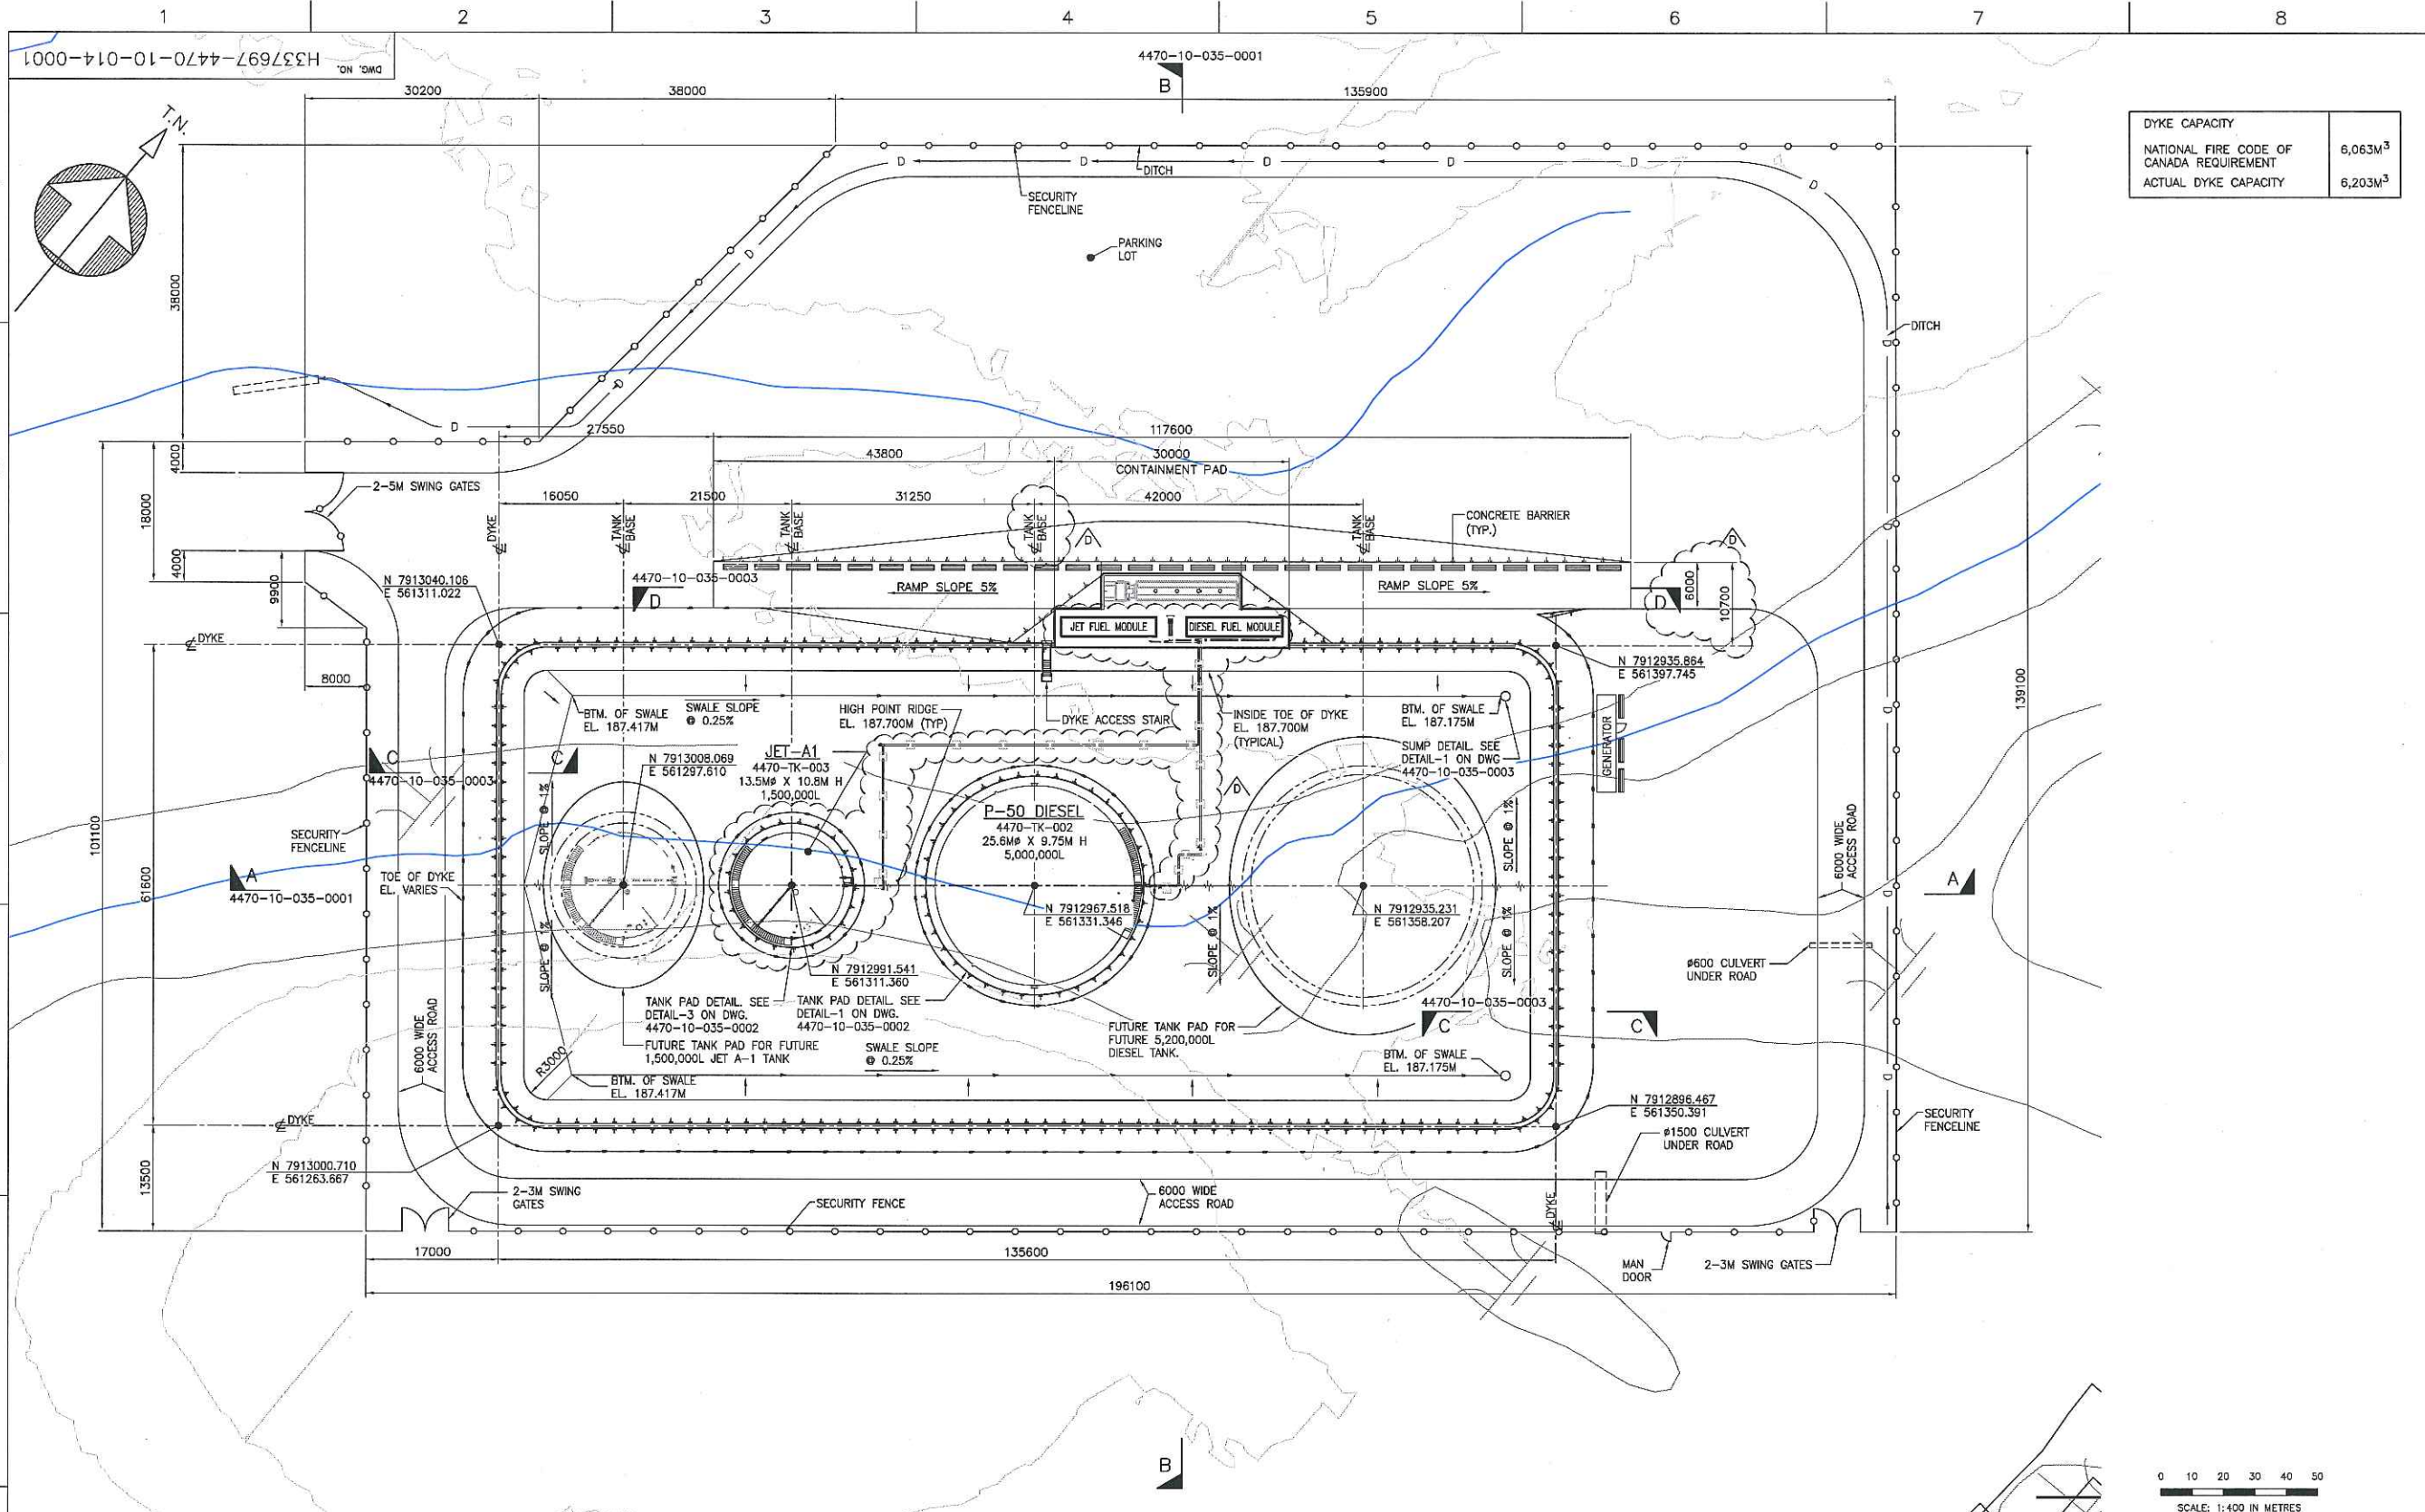 1 2 3 4 5 6 7 8
DWG. NO. H337697-4470-10-014-0001
4470-10-035-0001
B
30200
38000
135900
T.N.
DYKE CAPACITY
NATIONAL FIRE CODE OF
CANADA REQUIREMENT
6,063M³
ACTUAL DYKE CAPACITY
6,203M³
D
D
D
D
D
D
DITCH
SECURITY
FENCELINE
PARKING
LOT
38000
D
DITCH
D
D
D
27550
117600
43800
30000
CONTAINMENT PAD
4000
2-5M SWING GATES
18000
16050
21500
31250
42000
CONCRETE BARRIER
(TYP.)
DYKE
TANK
BASE
TANK
BASE
TANK
BASE
TANK
BASE
D
D
D
4000
9900
N 7913040.106
E 561311.022
4470-10-035-0003
D
RAMP SLOPE 5%
RAMP SLOPE 5%
D
6000
10700
JET FUEL MODULE
DIESEL FUEL MODULE
DYKE
8000
N 7912935.864
E 561397.745
139100
BTM. OF SWALE
EL. 187.417M
SWALE SLOPE
@ 0.25%
HIGH POINT RIDGE
EL. 187.700M (TYP)
DYKE ACCESS STAIR
INSIDE TOE OF DYKE
EL. 187.700M
(TYPICAL)
BTM. OF SWALE
EL. 187.175M
D
GENERATOR
SUMP DETAIL. SEE
DETAIL-1 ON DWG
4470-10-035-0003
C
4470-10-035-0003
C
N 7913008.069
E 561297.610
JET-A1
4470-TK-003
13.5MØ X 10.8M H
1,500,000L
D
P-50 DIESEL
4470-TK-002
25.6MØ X 9.75M H
5,000,000L
SLOPE @ 1%
SLOPE @ 1%
10100
SECURITY
FENCELINE
6000 WIDE
ACCESS ROAD
61600
A
4470-10-035-0001
TOE OF DYKE
EL. VARIES
A
D
N 7912967.518
E 561331.346
N 7912935.231
E 561358.207
SLOPE @ 1%
SLOPE @ 1%
SLOPE @ 1%
N 7912991.541
E 561311.360
Ø600 CULVERT
UNDER ROAD
TANK PAD DETAIL. SEE
DETAIL-3 ON DWG.
4470-10-035-0002
TANK PAD DETAIL. SEE
DETAIL-1 ON DWG.
4470-10-035-0002
4470-10-035-0003
C
C
6000 WIDE
ACCESS ROAD
FUTURE TANK PAD FOR
FUTURE 5,200,000L
DIESEL TANK.
FUTURE TANK PAD FOR FUTURE
1,500,000L JET A-1 TANK
SWALE SLOPE
@ 0.25%
R3000
BTM. OF SWALE
EL. 187.417M
BTM. OF SWALE
EL. 187.175M
D
DYKE
N 7912896.467
E 561350.391
SECURITY
FENCELINE
Ø1500 CULVERT
UNDER ROAD
13500
N 7913000.710
E 561263.667
2-3M SWING
GATES
SECURITY FENCE
6000 WIDE
ACCESS ROAD
DYKE
17000
135600
MAN
DOOR
2-3M SWING GATES
196100
B
0 10 20 30 40 50
SCALE: 1:400 IN METRES